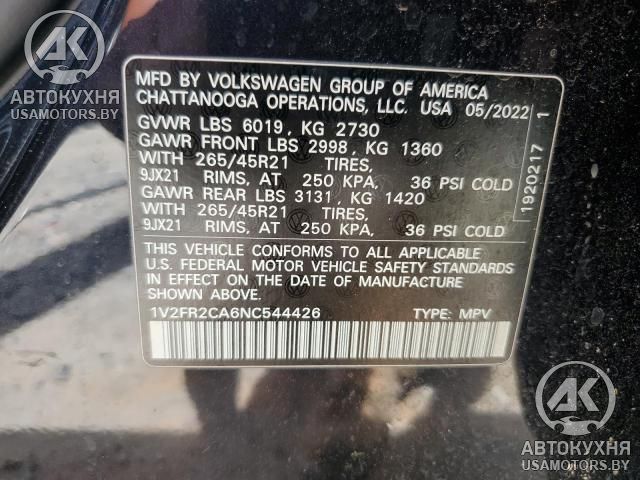 MFD BY VOLKSWAGEN GROUP OF AMERICA
CHATTANOOGA OPERATIONS, LLC. USA 05/2022
GVWR LBS 6019, KG 2730
GAWR FRONT LBS 2998, KG 1360
WITH 265/45R21 TIRES,
9JX21 RIMS, AT 250 KPA, 36 PSI COLD
GAWR REAR LBS 3131, KG 1420
WITH 265/45R21 TIRES,
9JX21 RIMS, AT 250 KPA, 36 PSI COLD
THIS VEHICLE CONFORMS TO ALL APPLICABLE
U.S. FEDERAL MOTOR VEHICLE SAFETY STANDARDS
IN EFFECT ON THE DATE OF MANUFACTURE
1V2FR2CA6NC544426 TYPE: MPV
1920217 1
АК
АВТОКУХНЯ
USAMOTORS.BY
АК
АВТОКУХНЯ
USAMOTORS.BY